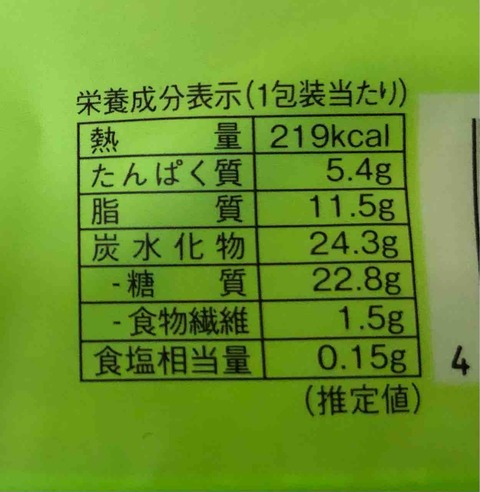 栄養成分表示(1包装当たり)
熱量 219kcal
たんぱく質 5.4g
脂質 11.5g
炭水化物 24.3g
-糖質 22.8g
-食物繊維 1.5g
食塩相当量 0.15g
(推定値)
4